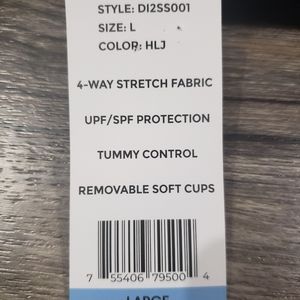 STYLE: DI2SS001
SIZE: L
COLOR: HLJ
4-WAY STRETCH FABRIC
UPF/SPF PROTECTION
TUMMY CONTROL
REMOVABLE SOFT CUPS
7 55406 79500 4
LARGE